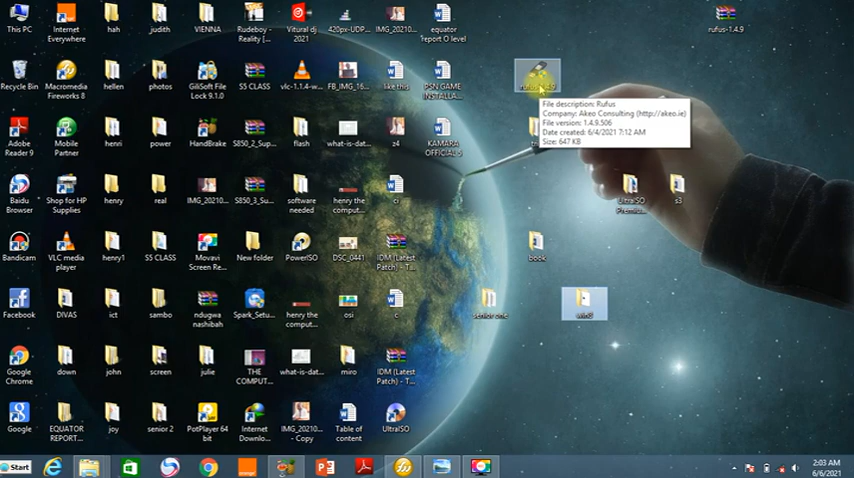 This PC
Internet
Everywhere
hah
judith
VIENNA
Rudeboy -
Reality [...
Vitural dj
2021
420px-UDP...
IMG_20210...
equator
report O level
rufus-1.4.9
Recycle Bin
Macromedia
Fireworks 8
hellen
photos
GiliSoft File
Lock 9.1.0
S5 CLASS
vlc-1.1.4-w...
FB_IMG_16...
like this
PSN GAME
INSTALLA...
rufus-1.4.9
File description: Rufus
Company: Akeo Consulting (http://akeo.ie)
File version: 1.4.9.506
Date created: 6/4/2021 7:12 AM
Size: 647 KB
Adobe
Reader 9
Mobile
Partner
henri
power
HandBrake
S850_2_Sup...
flash
what-is-dat...
z4
KAMARA
OFFICIAL S
Baidu
Browser
Shop for HP
Supplies
henry
real
IMG_20210...
S850_3_Sup...
software
needed
henry the
comput...
ci
UltraISO
Premiu...
s3
Bandicam
VLC media
player
henry1
S5 CLASS
Movavi
Screen Re...
New folder
PowerISO
DSC_0441
IDM (Latest
Patch) - T...
book
Facebook
DIVAS
ict
sambo
ndugwa
nashibah
Spark_Setu...
henry the
comput...
osi
c
senior one
win8
Google
Chrome
down
john
screen
julie
THE
COMPUT...
what-is-dat...
miro
IDM (Latest
Patch) - T...
Google
EQUATOR
REPORT...
joy
senior 2
PotPlayer 64
bit
Internet
Downlo...
IMG_20210...
- Copy
Table of
content
UltraISO
Start
2:03 AM
6/6/2021